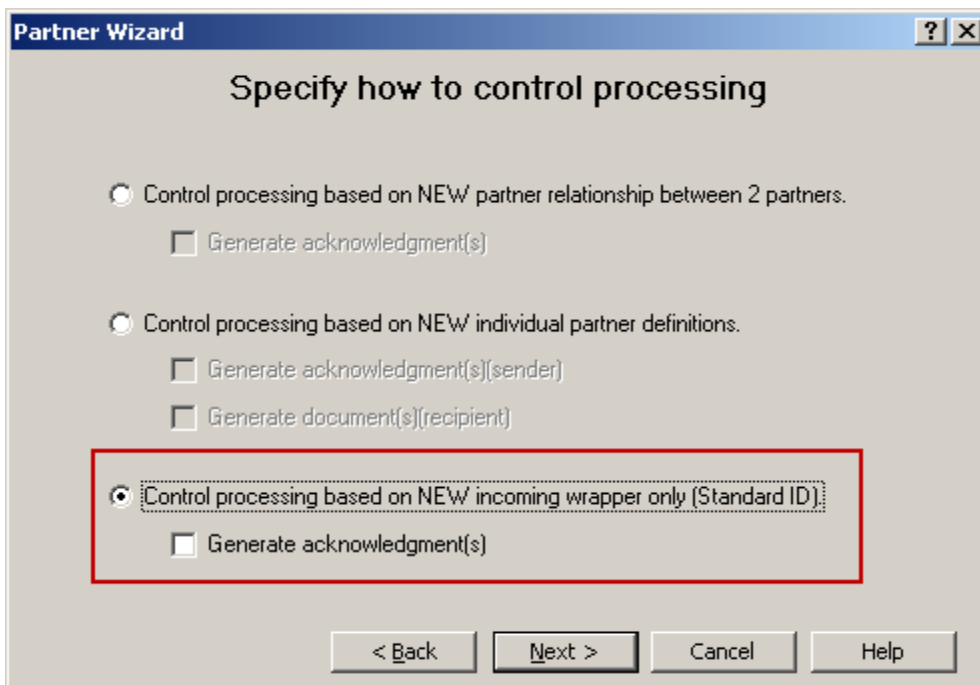 Partner Wizard
Specify how to control processing
Control processing based on NEW partner relationship between 2 partners.
Generate acknowledgment(s)
Control processing based on NEW individual partner definitions.
Generate acknowledgment(s)(sender)
Generate document(s)(recipient)
Control processing based on NEW incoming wrapper only (Standard ID).
Generate acknowledgment(s)
< Back Next > Cancel Help